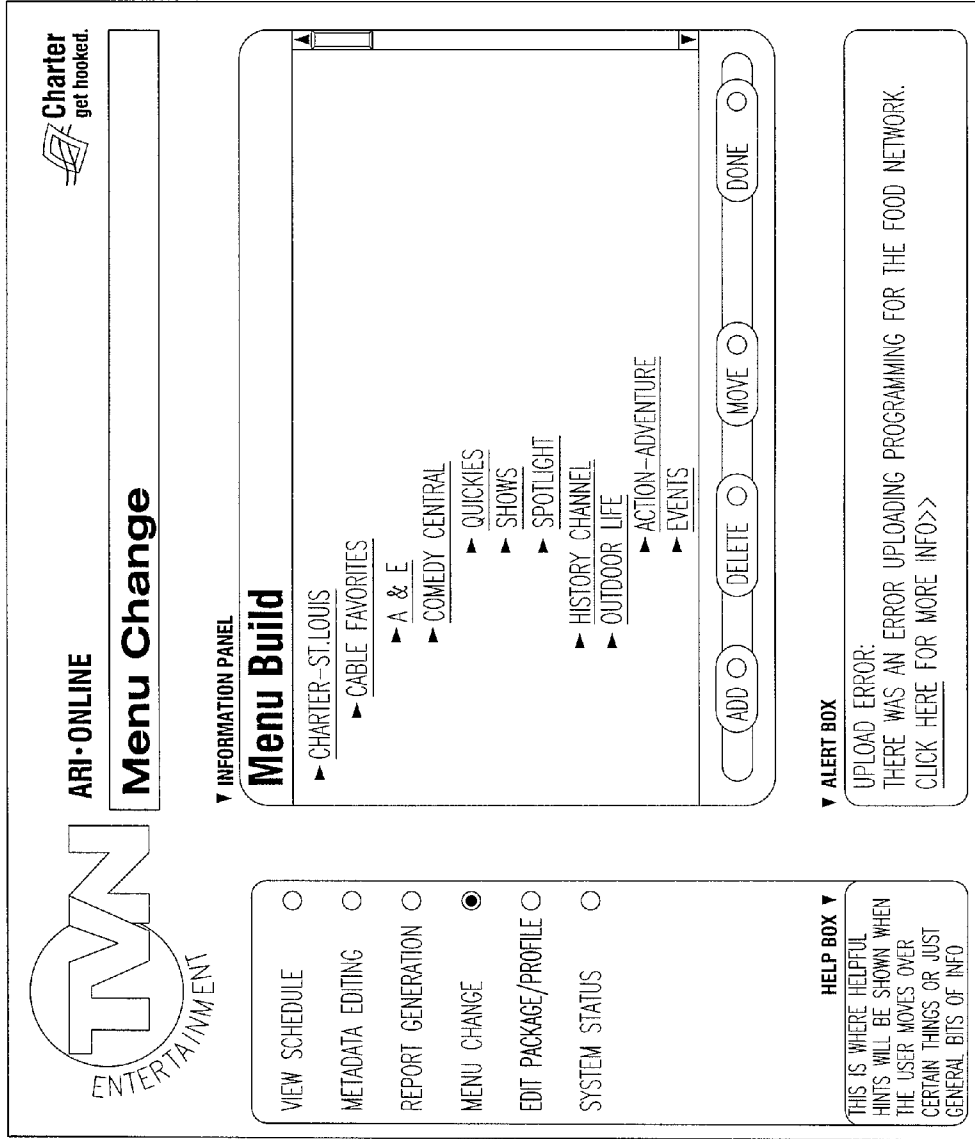 TVN
ENTERTAINMENT
ARI•ONLINE
Charter
get hooked.
Menu Change
VIEW SCHEDULE
METADATA EDITING
REPORT GENERATION
MENU CHANGE
EDIT PACKAGE/PROFILE
SYSTEM STATUS
HELP BOX ▼
THIS IS WHERE HELPFUL
HINTS WILL BE SHOWN WHEN
THE USER MOVES OVER
CERTAIN THINGS OR JUST
GENERAL BITS OF INFO
▼ INFORMATION PANEL
Menu Build
► CHARTER-ST.LOUIS
► CABLE FAVORITES
► A & E
► COMEDY CENTRAL
► QUICKIES
► SHOWS
► SPOTLIGHT
► HISTORY CHANNEL
► OUTDOOR LIFE
► ACTION-ADVENTURE
► EVENTS
ADD DELETE MOVE DONE
▼ ALERT BOX
UPLOAD ERROR:
THERE WAS AN ERROR UPLOADING PROGRAMMING FOR THE FOOD NETWORK.
CLICK HERE FOR MORE INFO>>